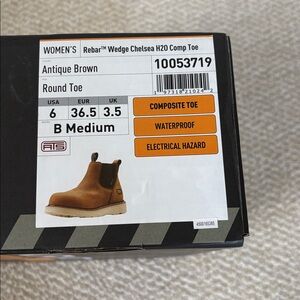 WOMEN'S Rebar™ Wedge Chelsea H2O Comp Toe
Antique Brown 10053719
Round Toe
USA EUR UK
6 36.5 3.5
B Medium
ATS
COMPOSITE TOE
WATERPROOF
ELECTRICAL HAZARD